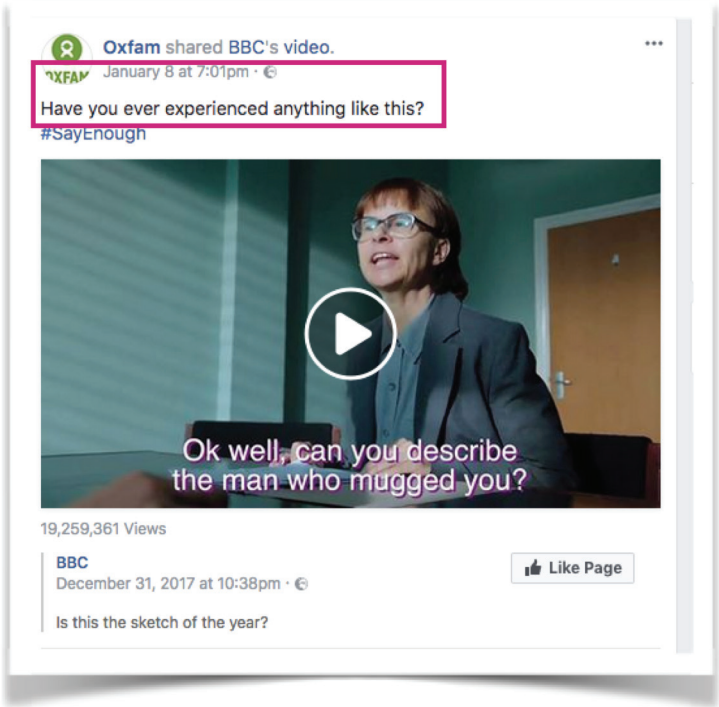 Oxfam shared BBC's video.
OXFAM
January 8 at 7:01pm ·
Have you ever experienced anything like this?
#SayEnough
Ok well, can you describe
the man who mugged you?
19,259,361 Views
BBC
December 31, 2017 at 10:38pm ·
Like Page
Is this the sketch of the year?